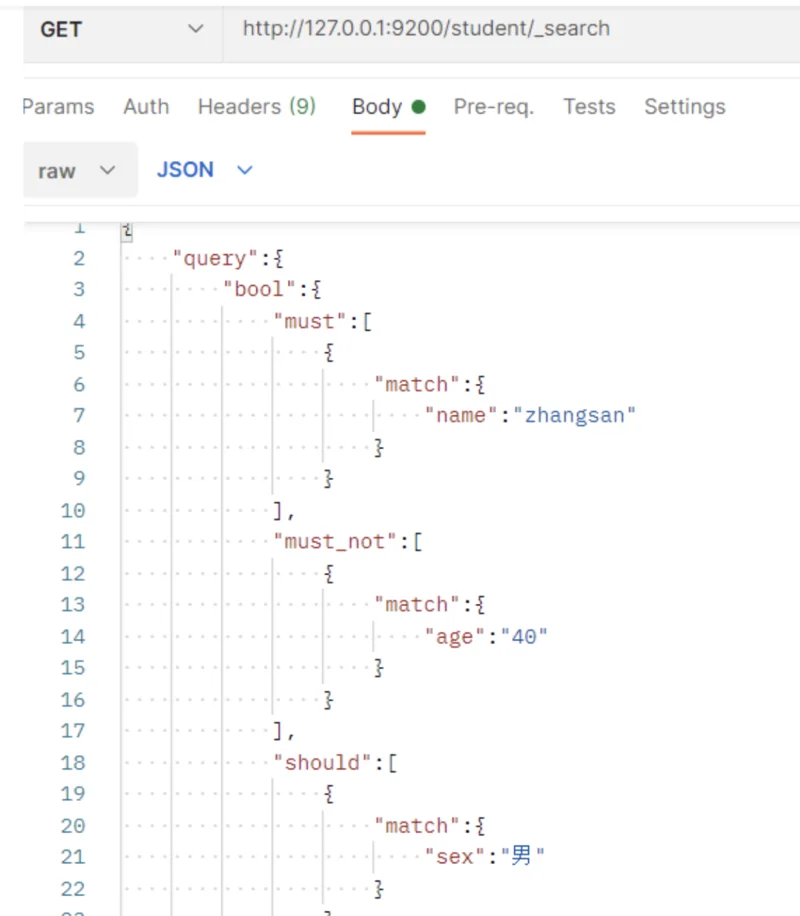 GET http://127.0.0.1:9200/student/_search
Params Auth Headers (9) Body Pre-req. Tests Settings
raw JSON
1 {
2 "query":{
3 "bool":{
4 "must":[
5 {
6 "match":{
7 "name":"zhangsan"
8 }
9 }
10 ],
11 "must_not":[
12 {
13 "match":{
14 "age":"40"
15 }
16 }
17 ],
18 "should":[
19 {
20 "match":{
21 "sex":"男"
22 }